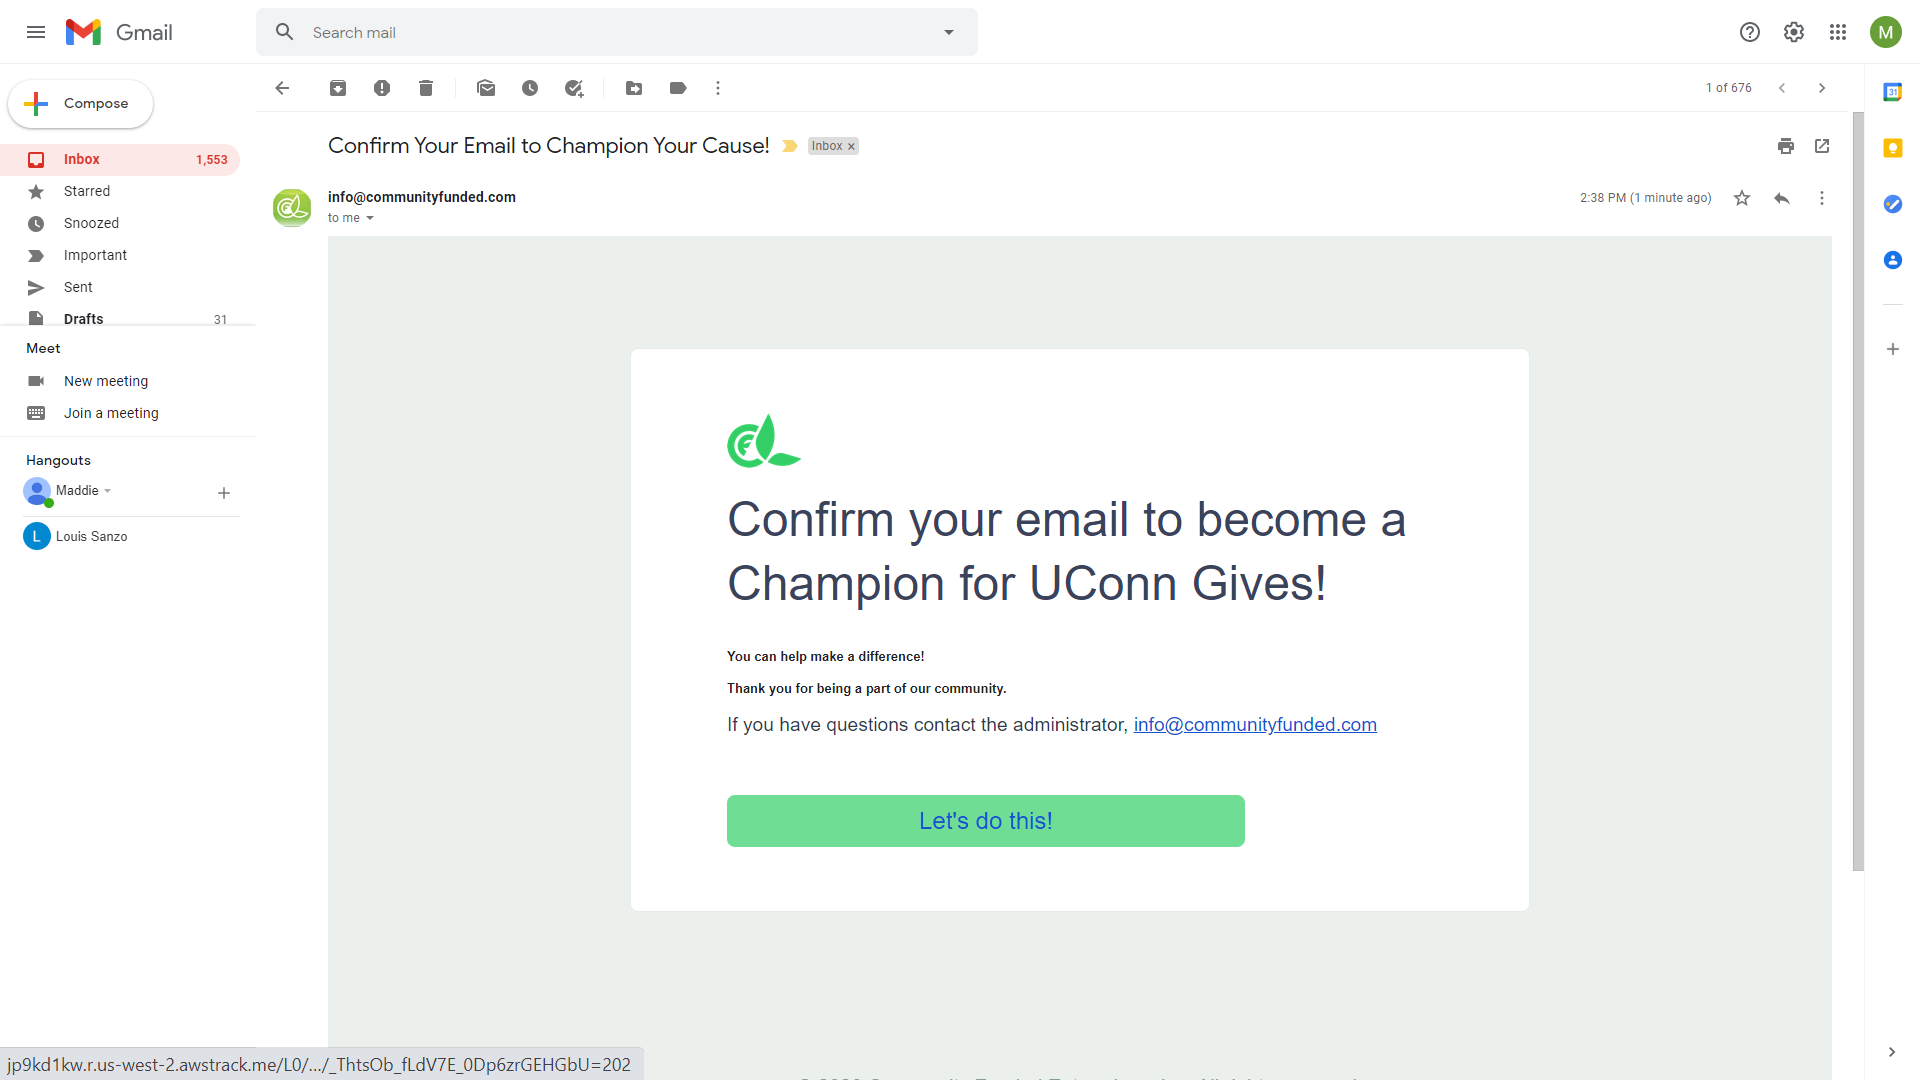 Gmail
Search mail
M
Compose
1 of 676
31
Inbox 1,553
Starred
Snoozed
Important
Sent
Drafts 31
Meet
New meeting
Join a meeting
Hangouts
Maddie
L Louis Sanzo
Confirm Your Email to Champion Your Cause!
Inbox ×
info@communityfunded.com
2:38 PM (1 minute ago)
to me
Confirm your email to become a
Champion for UConn Gives!
You can help make a difference!
Thank you for being a part of our community.
If you have questions contact the administrator, info@communityfunded.com
Let's do this!
jp9kd1kw.r.us-west-2.awstrack.me/L0/.../_ThtsOb_fLdV7E_0Dp6zrGEHGbU=202